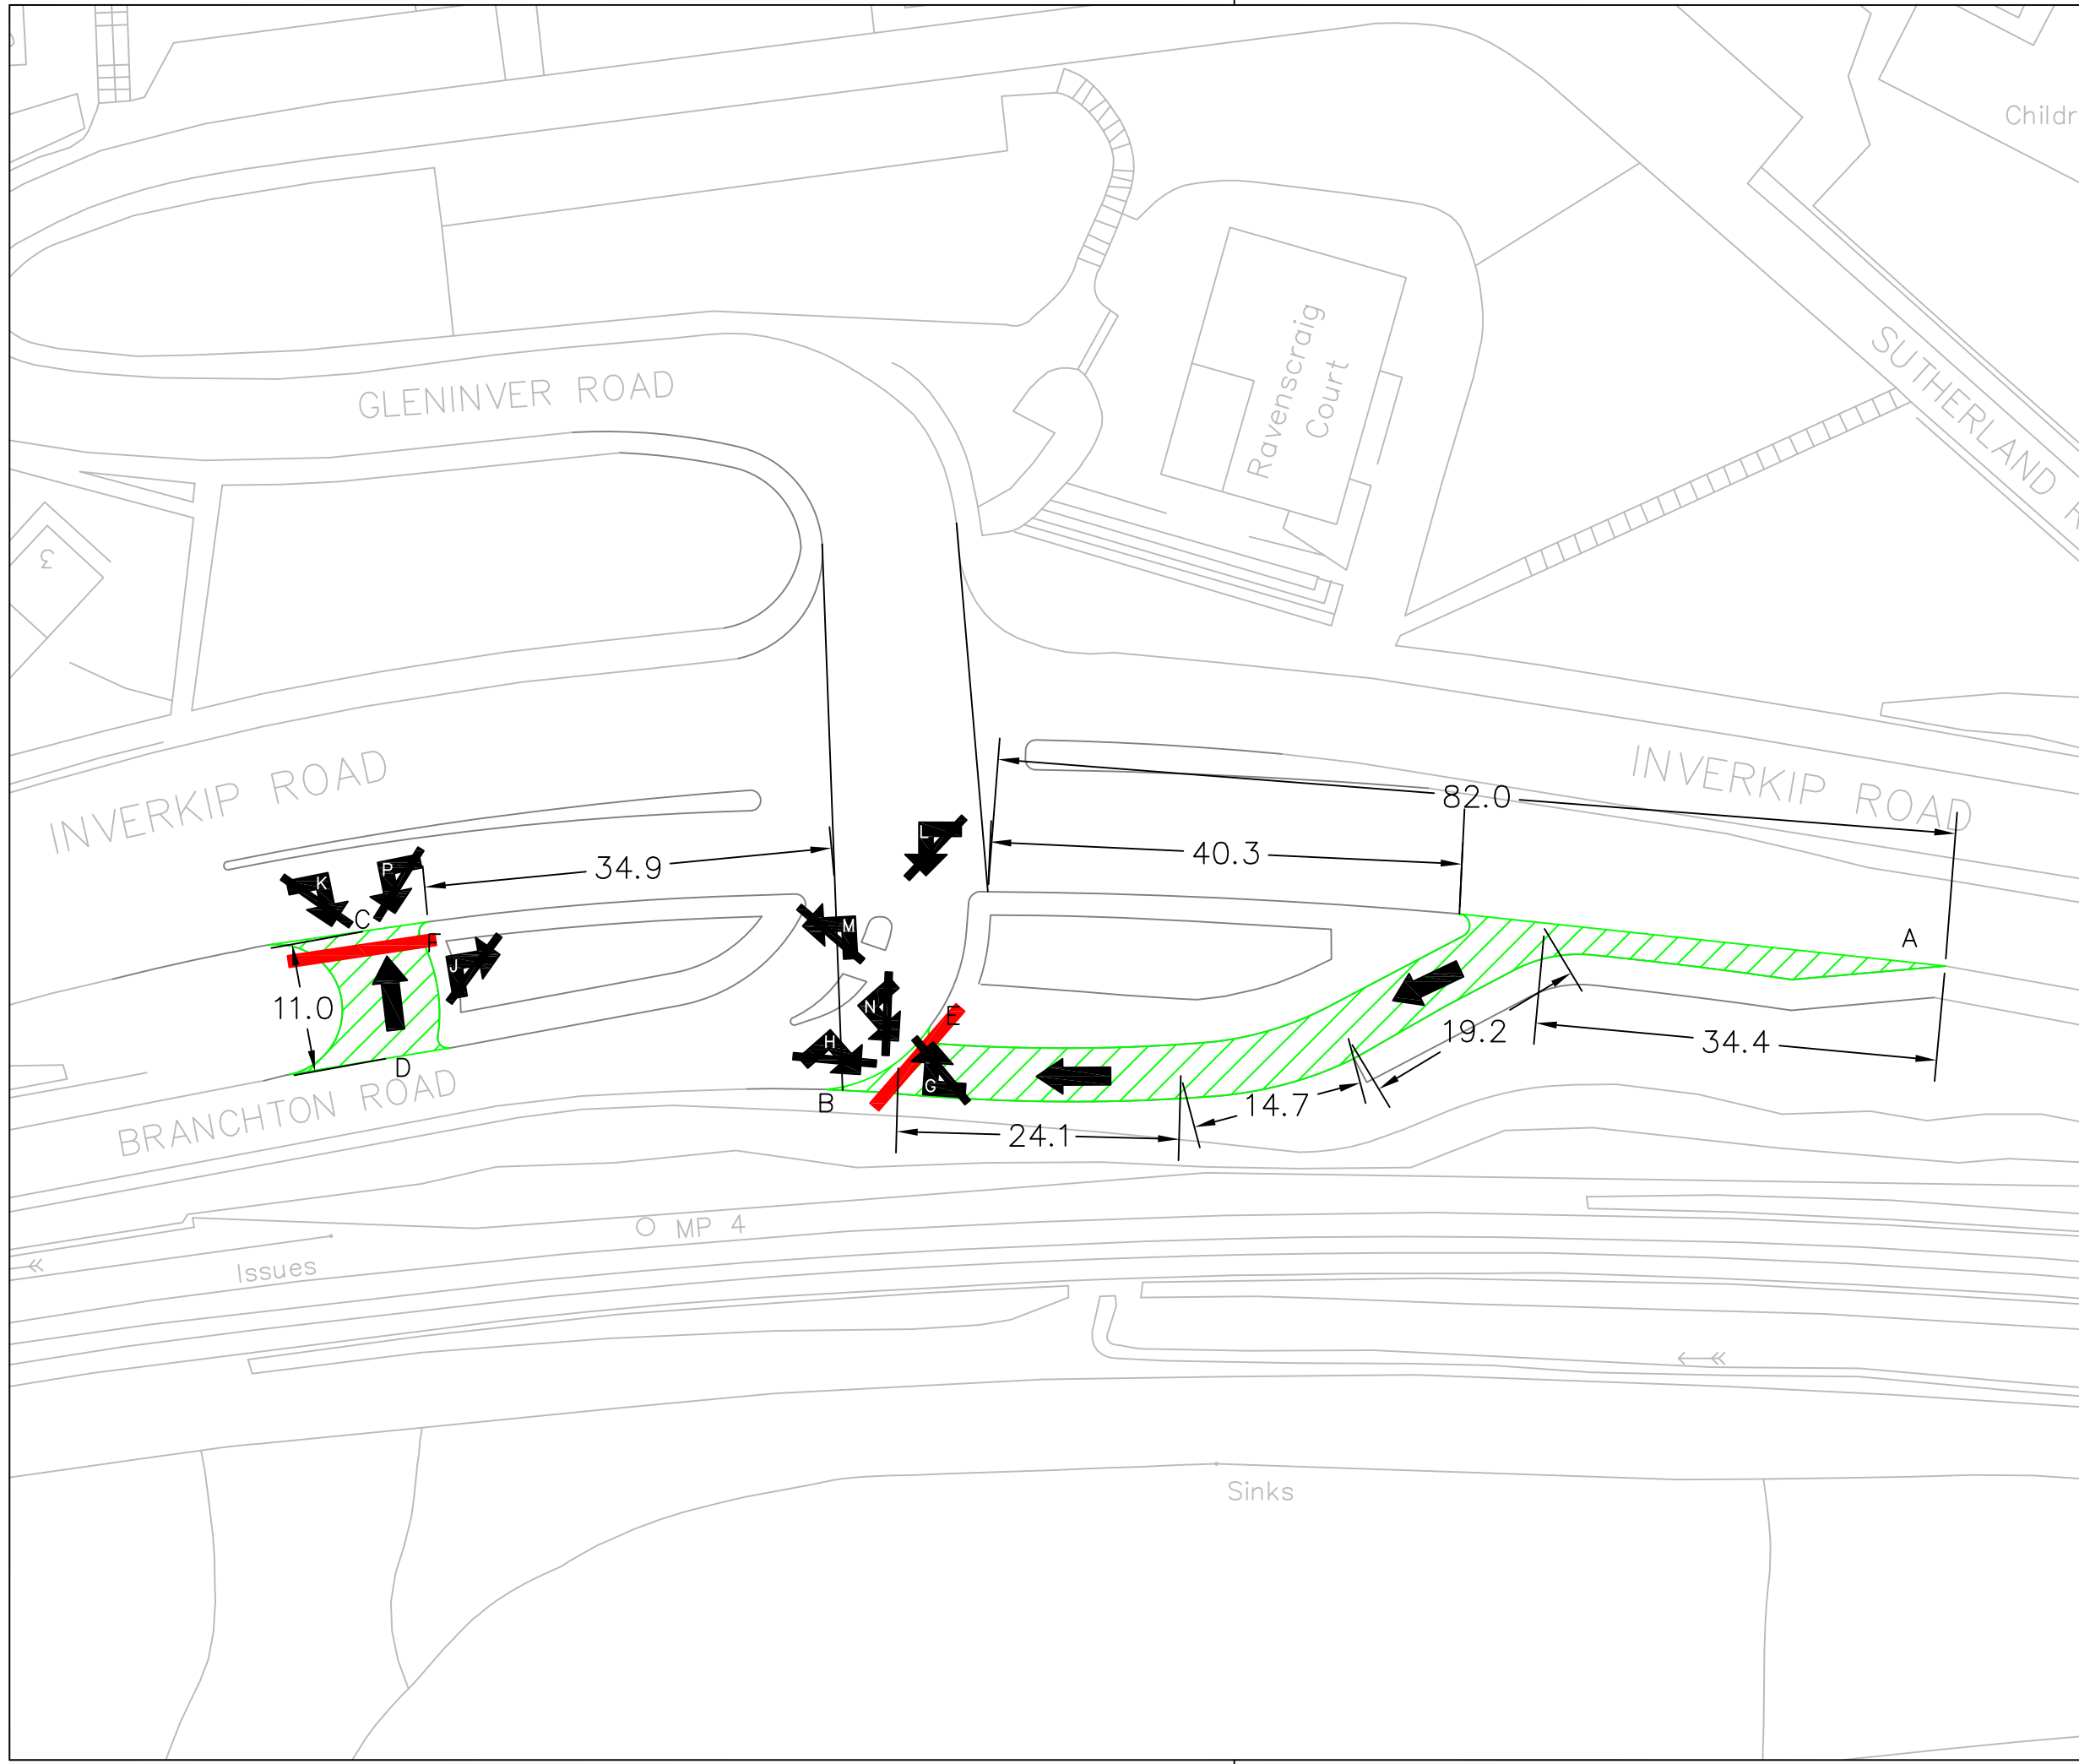 Childr
GLENINVER ROAD
Ravenscraig
Court
SUTHERLAND R
3
INVERKIP ROAD
INVERKIP ROAD
82.0
40.3
34.9
L
K
P
C
M
F
A
J
11.0
N
E
19.2
34.4
H
D
G
B
14.7
24.1
BRANCHTON ROAD
MP 4
Issues
Sinks